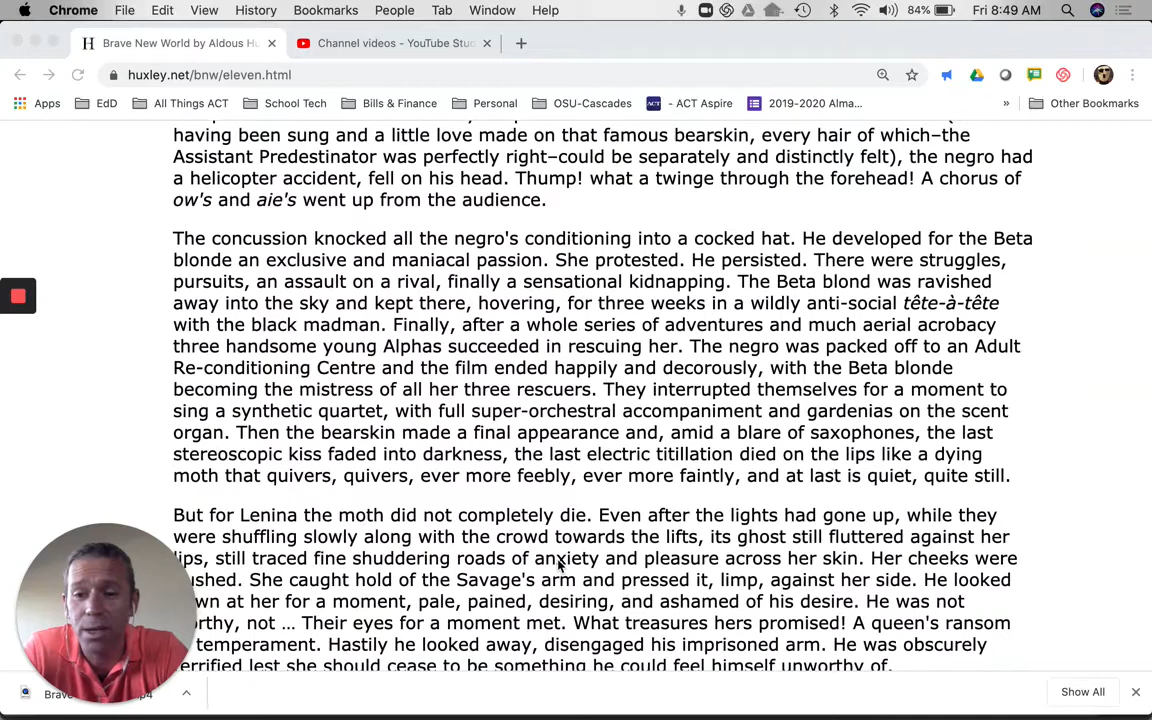 Chrome File Edit View History Bookmarks People Tab Window Help 84% Fri 8:49 AM
H Brave New World by Aldous Hu Channel videos - YouTube Stud
huxley.net/bnw/eleven.html
Apps EdD All Things ACT School Tech Bills & Finance Personal OSU-Cascades ACT - ACT Aspire 2019-2020 Alma... » Other Bookmarks
having been sung and a little love made on that famous bearskin, every hair of which–the
Assistant Predestinator was perfectly right–could be separately and distinctly felt), the negro had
a helicopter accident, fell on his head. Thump! what a twinge through the forehead! A chorus of
ow's and aie's went up from the audience.
The concussion knocked all the negro's conditioning into a cocked hat. He developed for the Beta
blonde an exclusive and maniacal passion. She protested. He persisted. There were struggles,
pursuits, an assault on a rival, finally a sensational kidnapping. The Beta blond was ravished
away into the sky and kept there, hovering, for three weeks in a wildly anti-social tête-à-tête
with the black madman. Finally, after a whole series of adventures and much aerial acrobacy
three handsome young Alphas succeeded in rescuing her. The negro was packed off to an Adult
Re-conditioning Centre and the film ended happily and decorously, with the Beta blonde
becoming the mistress of all her three rescuers. They interrupted themselves for a moment to
sing a synthetic quartet, with full super-orchestral accompaniment and gardenias on the scent
organ. Then the bearskin made a final appearance and, amid a blare of saxophones, the last
stereoscopic kiss faded into darkness, the last electric titillation died on the lips like a dying
moth that quivers, quivers, ever more feebly, ever more faintly, and at last is quiet, quite still.
But for Lenina the moth did not completely die. Even after the lights had gone up, while they
were shuffling slowly along with the crowd towards the lifts, its ghost still fluttered against her
lips, still traced fine shuddering roads of anxiety and pleasure across her skin. Her cheeks were
She caught hold of the Savage's arm and pressed it, limp, against her side. He looked
at her for a moment, pale, pained, desiring, and ashamed of his desire. He was not
not ... Their eyes for a moment met. What treasures hers promised! A queen's ransom
temperament. Hastily he looked away, disengaged his imprisoned arm. He was obscurely
terrified lest she should cease to be something he could feel himself unworthy of.
Show All